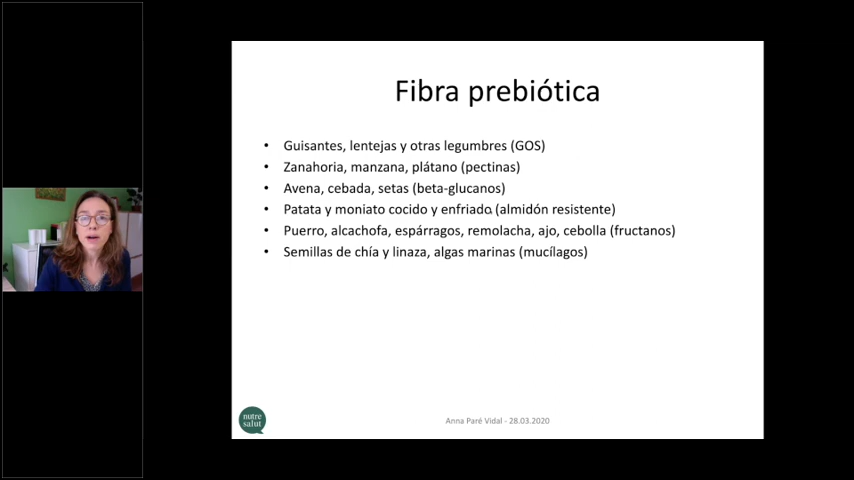 Fibra prebiótica
• Guisantes, lentejas y otras legumbres (GOS)
• Zanahoria, manzana, plátano (pectinas)
• Avena, cebada, setas (beta-glucanos)
• Patata y moniato cocido y enfriado (almidón resistente)
• Puerro, alcachofa, espárragos, remolacha, ajo, cebolla (fructanos)
• Semillas de chía y linaza, algas marinas (mucílagos)
nutre
salut
Anna Paré Vidal - 28.03.2020